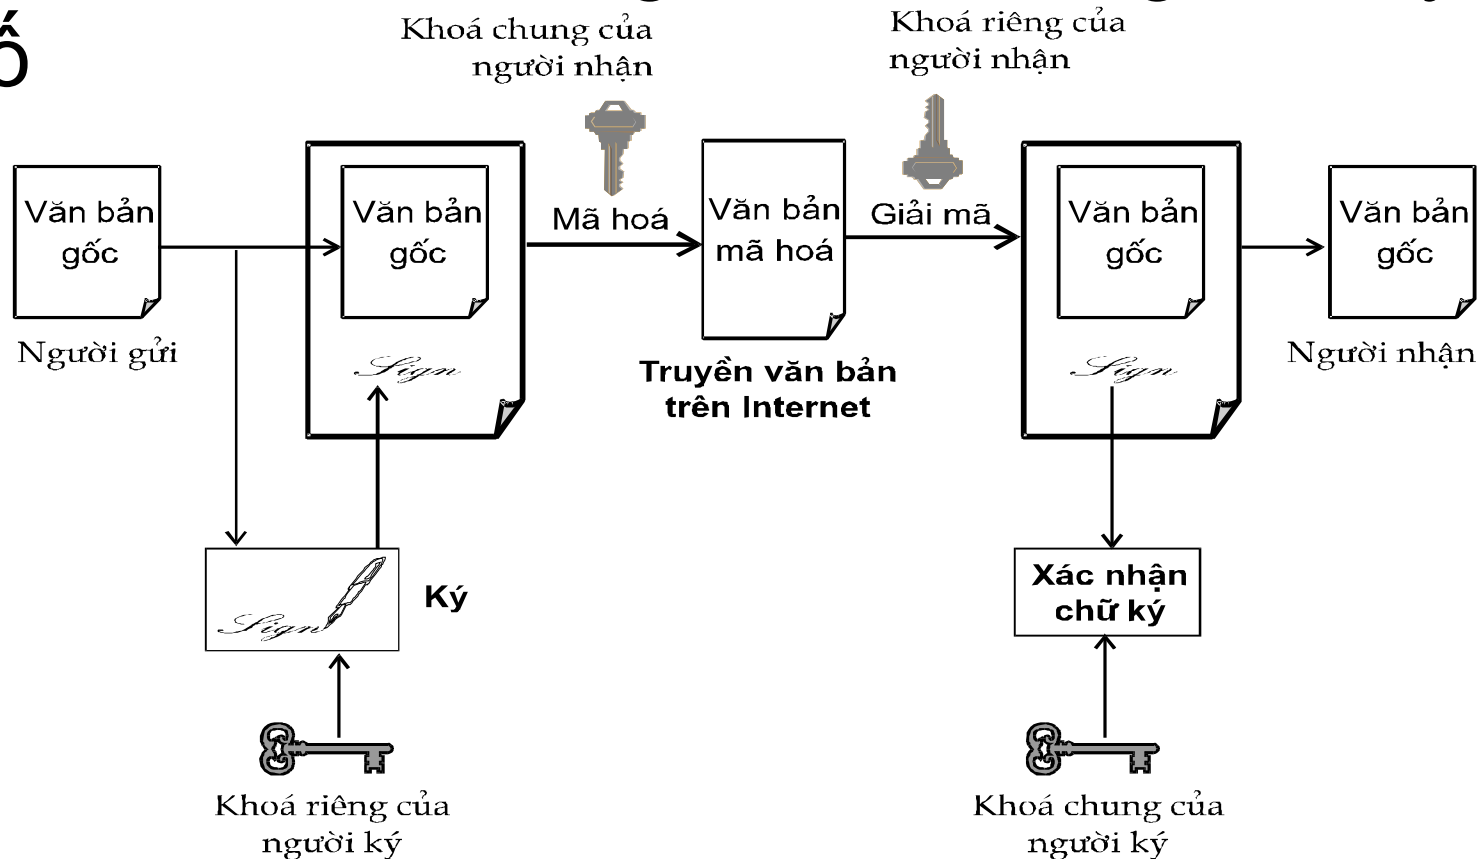 ố
Khoá chung của
người nhận
Khoá riêng của
người nhận
Văn bản
gốc
Người gửi
Văn bản
gốc
Sign
Mã hoá
Văn bản
mã hoá
Truyền văn bản
trên Internet
Giải mã
Văn bản
gốc
Sign
Văn bản
gốc
Người nhận
Sign
Ký
Xác nhận
chữ ký
Khoá riêng của
người ký
Khoá chung của
người ký